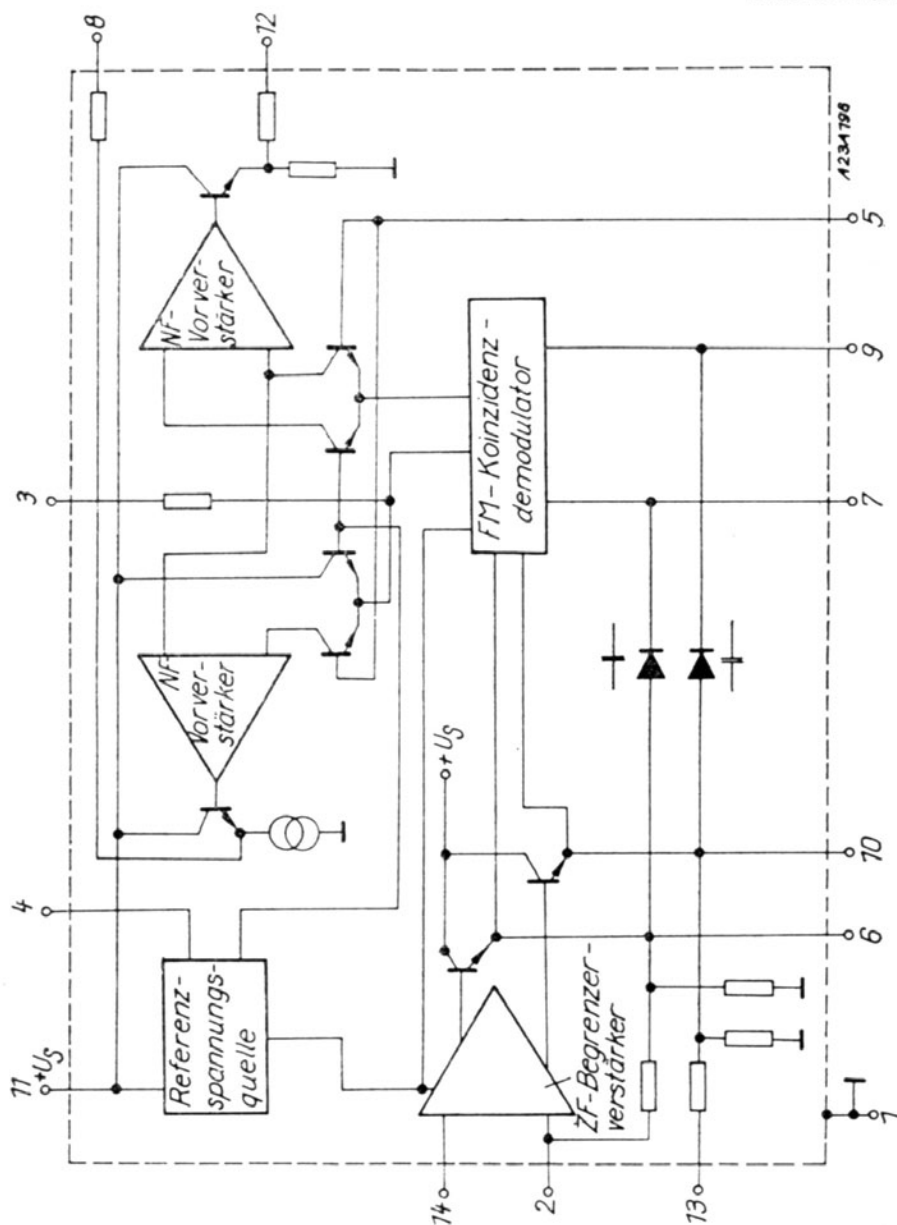 11
+U_S
4
3
8
12
Referenz-
spannungs-
quelle
NF-
Vorver-
stärker
NF-
Vorver-
stärker
+U_S
14
2
13
ZF-Begrenzer-
verstärker
FM-Koinzidenz-
demodulator
A23A798
1
6
10
7
9
5